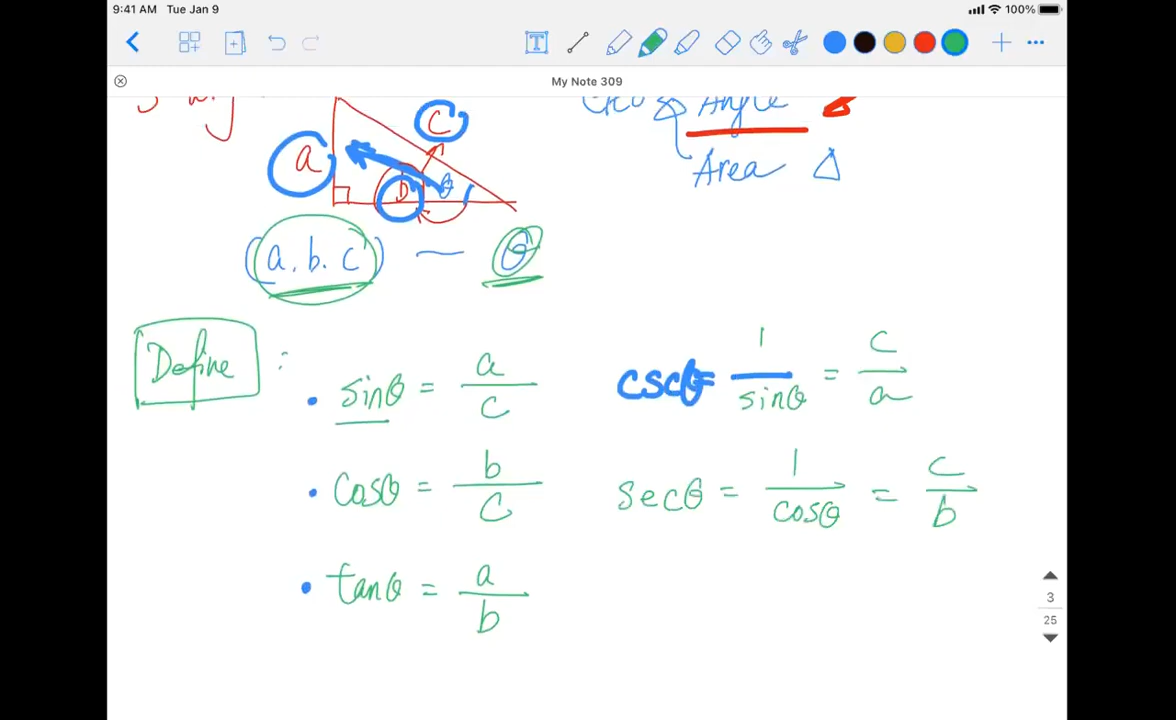 9:41 AM Tue Jan 9
100%
T
My Note 309
C
Angle
a
b θ
Area Δ
(a, b, c) ~ θ
Define :
• sinθ = a/c cscθ = 1/sinθ = c/a
• cosθ = b/c secθ = 1/cosθ = c/b
• tanθ = a/b
3
25